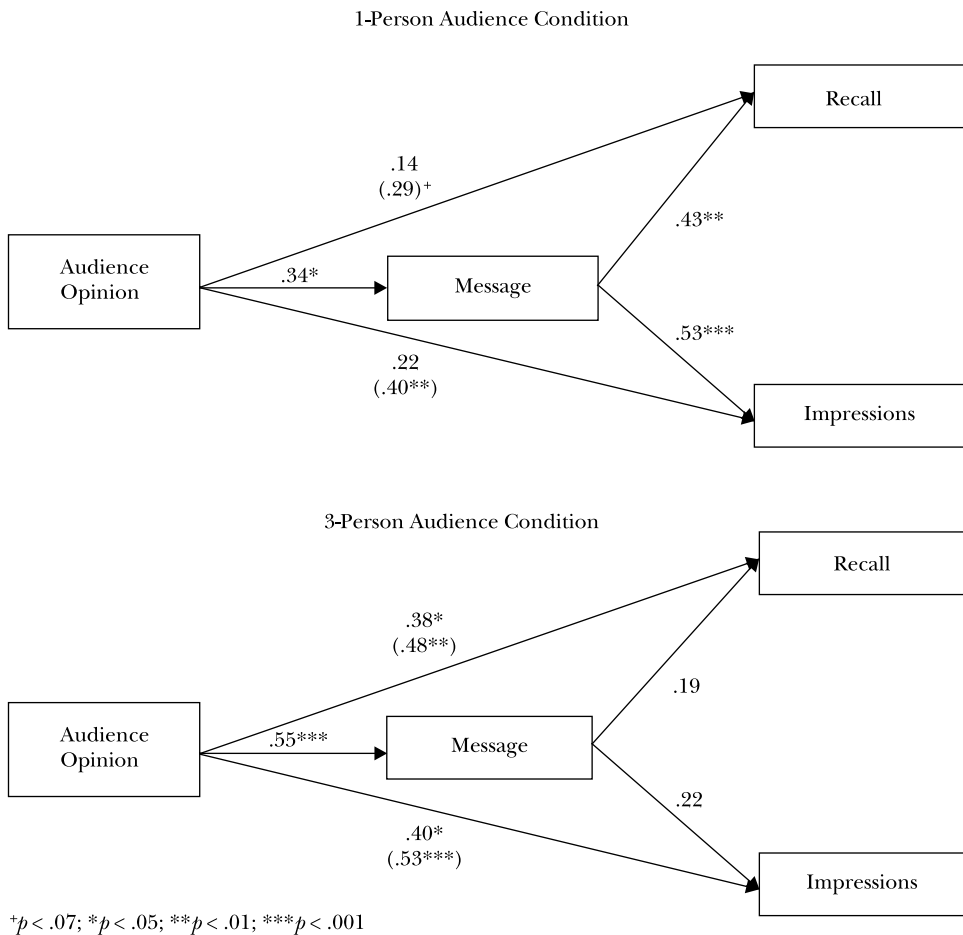 1-Person Audience Condition
Recall
.14
(.29)⁺
.43**
Audience
Opinion
.34*
Message
.53***
.22
(.40**)
Impressions
3-Person Audience Condition
Recall
.38*
(.48**)
.19
Audience
Opinion
.55***
Message
.22
.40*
(.53***)
Impressions
⁺p < .07; *p < .05; **p < .01; ***p < .001